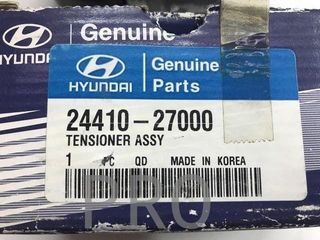 Genuine
HYUNDAI
Genuine
Parts
HYUNDAI
24410-27000
TENSIONER ASSY
1 PC QD MADE IN KOREA
PRO